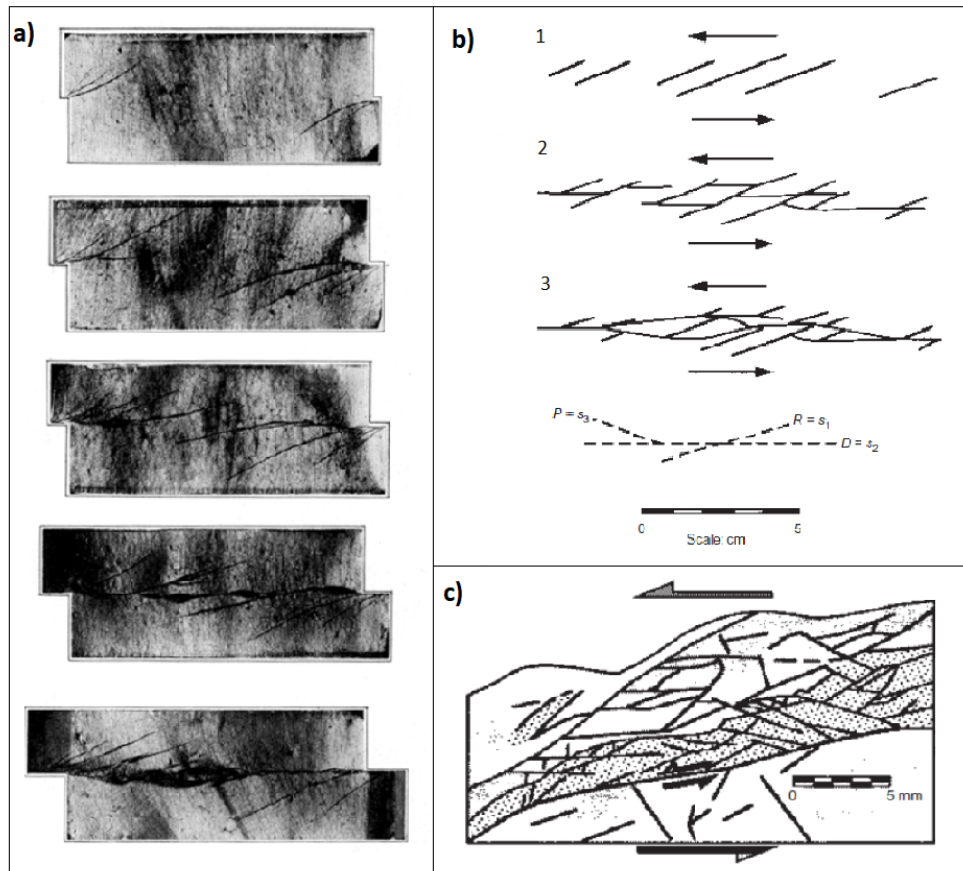 a)
b)
1
2
3
P = s3
R = s1
D = s2
0 5
Scale: cm
c)
0 5 mm